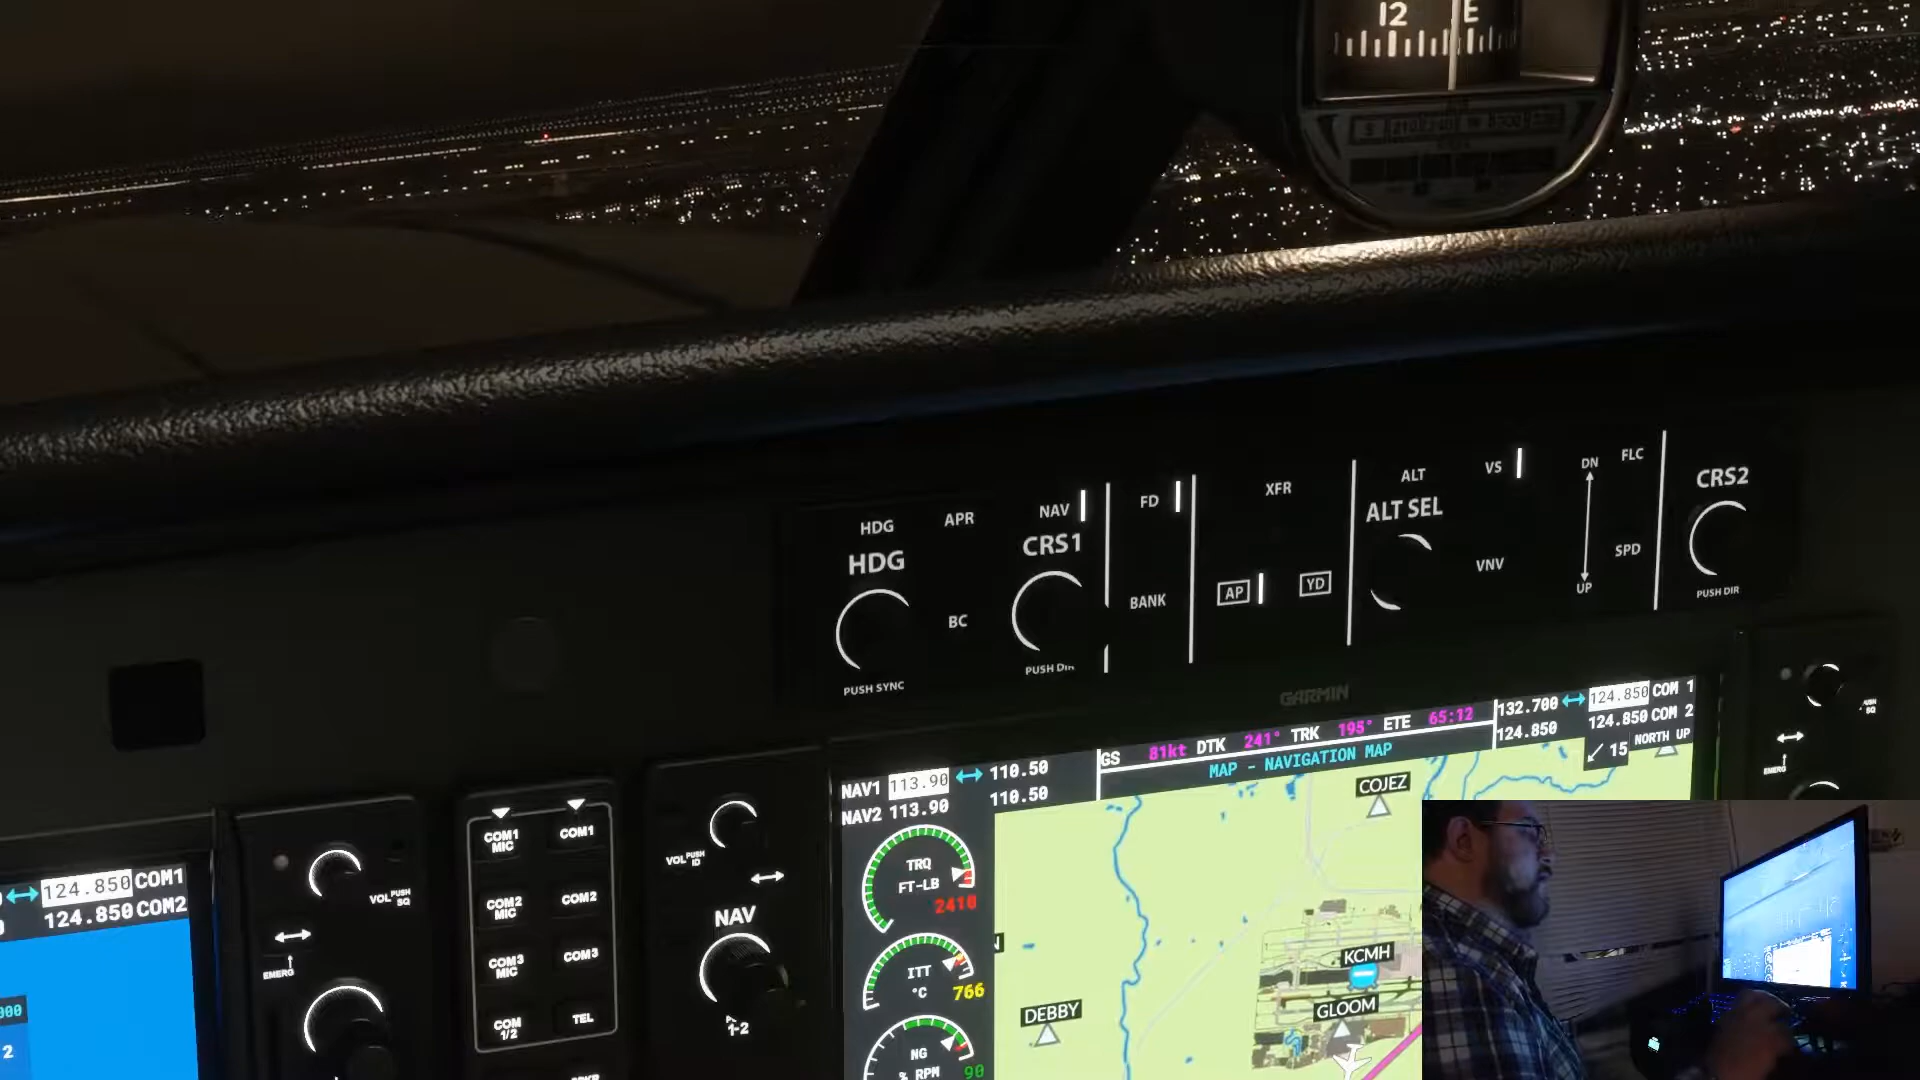 12 E
HDG
APR
NAV
FD
XFR
ALT
VS
DN
FLC
HDG
CRS1
ALT SEL
CRS2
BC
BANK
AP
YD
VNV
SPD
UP
PUSH SYNC
PUSH DIR
PUSH DIR
GARMIN
NAV1 113.90 110.50
NAV2 113.90 110.50
GS 81kt DTK 241° TRK 195° ETE 65:12
MAP - NAVIGATION MAP
132.700 124.850 COM 1
124.850 124.850 COM 2
15 NORTH UP
COJEZ
TRQ
FT-LB
2410
ITT
°C 766
NG
% RPM 90
KCMH
GLOOM
DEBBY
N
124.850 COM1
124.850 COM2
000
2
VOL PUSH SQ
EMERG
COM1 MIC
COM1
COM2 MIC
COM2
COM3 MIC
COM3
COM 1/2
TEL
VOL PUSH ID
NAV
1-2
PUSH SQ
EMERG